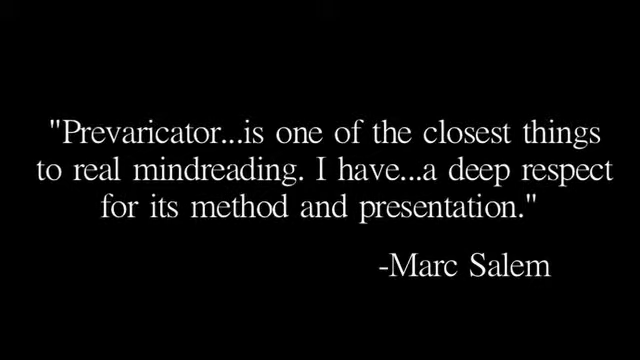 "Prevaricator...is one of the closest things
to real mindreading. I have...a deep respect
for its method and presentation."
-Marc Salem